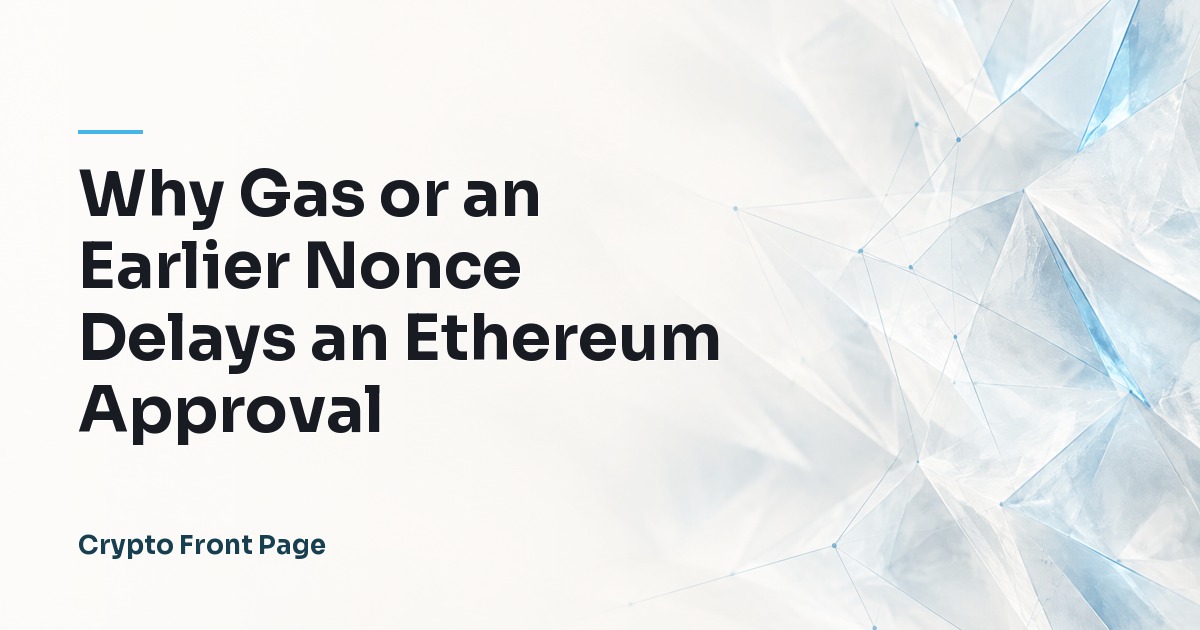 Why Gas or an
Earlier Nonce
Delays an Ethereum
Approval
Crypto Front Page